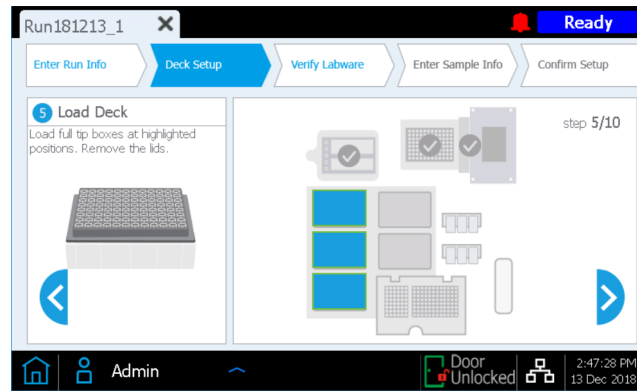 Run181213_1
Ready
Enter Run Info
Deck Setup
Verify Labware
Enter Sample Info
Confirm Setup
5 Load Deck
Load full tip boxes at highlighted
positions. Remove the lids.
step 5/10
Admin
Door
Unlocked
2:47:28 PM
13 Dec 2018